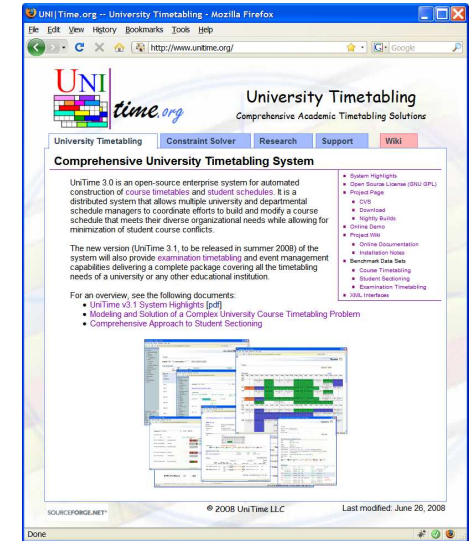 UNI|Time.org -- University Timetabling - Mozilla Firefox
File Edit View History Bookmarks Tools Help
http://www.unitime.org/
Google
UNI
time.org
University Timetabling
Comprehensive Academic Timetabling Solutions
University Timetabling Constraint Solver Research Support Wiki
Comprehensive University Timetabling System
UniTime 3.0 is an open-source enterprise system for automated
construction of course timetables and student schedules. It is a
distributed system that allows multiple university and departmental
schedule managers to coordinate efforts to build and modify a course
schedule that meets their diverse organizational needs while allowing for
minimization of student course conflicts.
The new version (UniTime 3.1, to be released in summer 2008) of the
system will also provide examination timetabling and event management
capabilities delivering a complete package covering all the timetabling
needs of a university or any other educational institution.
For an overview, see the following documents:
UniTime v3.1 System Highlights [pdf]
Modeling and Solution of a Complex University Course Timetabling Problem
Comprehensive Approach to Student Sectioning
System Highlights
Open Source License (GNU GPL)
Project Page
CVS
Download
Nightly Builds
Online Demo
Project Wiki
Online Documentation
Installation Notes
Benchmark Data Sets
Course Timetabling
Student Sectioning
Examination Timetabling
XML Interfaces
SOURCEFORGE.NET®
© 2008 UniTime LLC
Last modified: June 26, 2008
Done